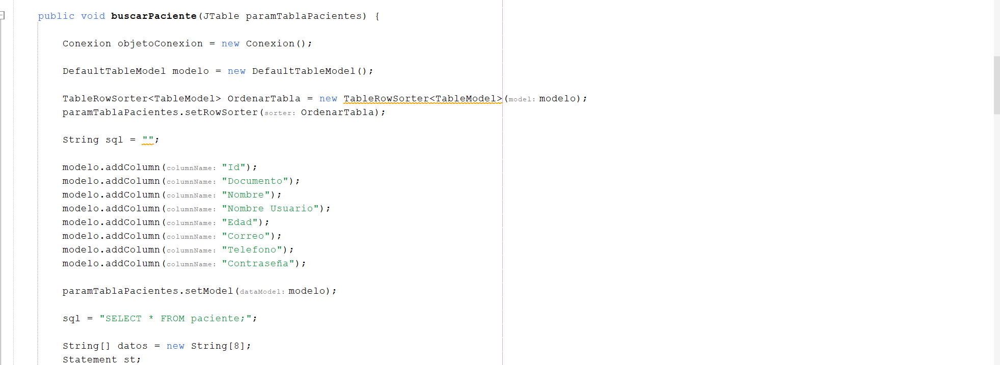 public void buscarPaciente(JTable paramTablaPacientes) {
Conexion objetoConexion = new Conexion();
DefaultTableModel modelo = new DefaultTableModel();
TableRowSorter<TableModel> OrdenarTabla = new TableRowSorter<TableModel>(model: modelo);
paramTablaPacientes.setRowSorter(sorter: OrdenarTabla);
String sql = "";
modelo.addColumn(columnName: "Id");
modelo.addColumn(columnName: "Documento");
modelo.addColumn(columnName: "Nombre");
modelo.addColumn(columnName: "Nombre Usuario");
modelo.addColumn(columnName: "Edad");
modelo.addColumn(columnName: "Correo");
modelo.addColumn(columnName: "Telefono");
modelo.addColumn(columnName: "Contraseña");
paramTablaPacientes.setModel(dataModel: modelo);
sql = "SELECT * FROM paciente;";
String[] datos = new String[8];
Statement st;